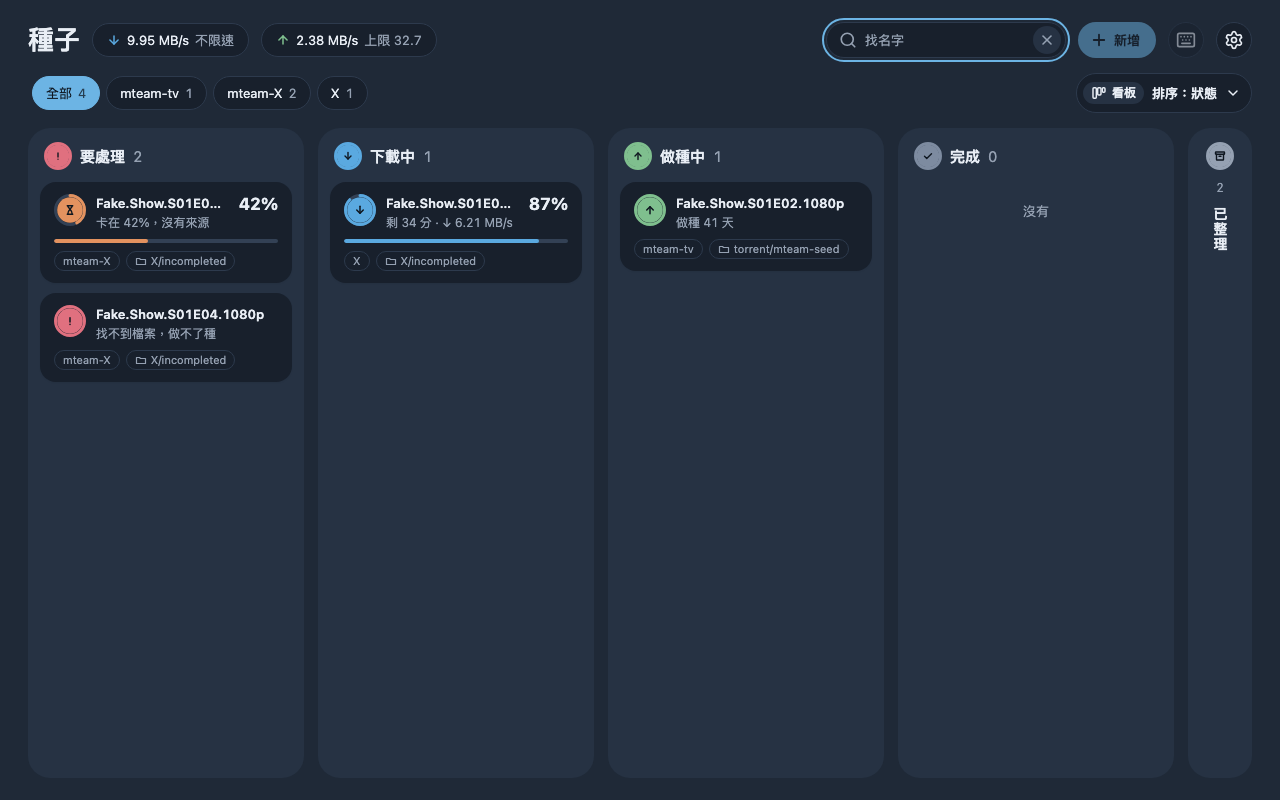 種子
9.95 MB/s 不限速
2.38 MB/s 上限 32.7
找名字
新增
全部 4
mteam-tv 1
mteam-X 2
X 1
看板
排序：狀態
要處理 2
Fake.Show.S01E0... 42%
卡在 42%，沒有來源
mteam-X
X/incompleted
Fake.Show.S01E04.1080p
找不到檔案，做不了種
mteam-X
X/incompleted
下載中 1
Fake.Show.S01E0... 87%
剩 34 分 · ↓ 6.21 MB/s
X
X/incompleted
做種中 1
Fake.Show.S01E02.1080p
做種 41 天
mteam-tv
torrent/mteam-seed
完成 0
沒有
2
已整理